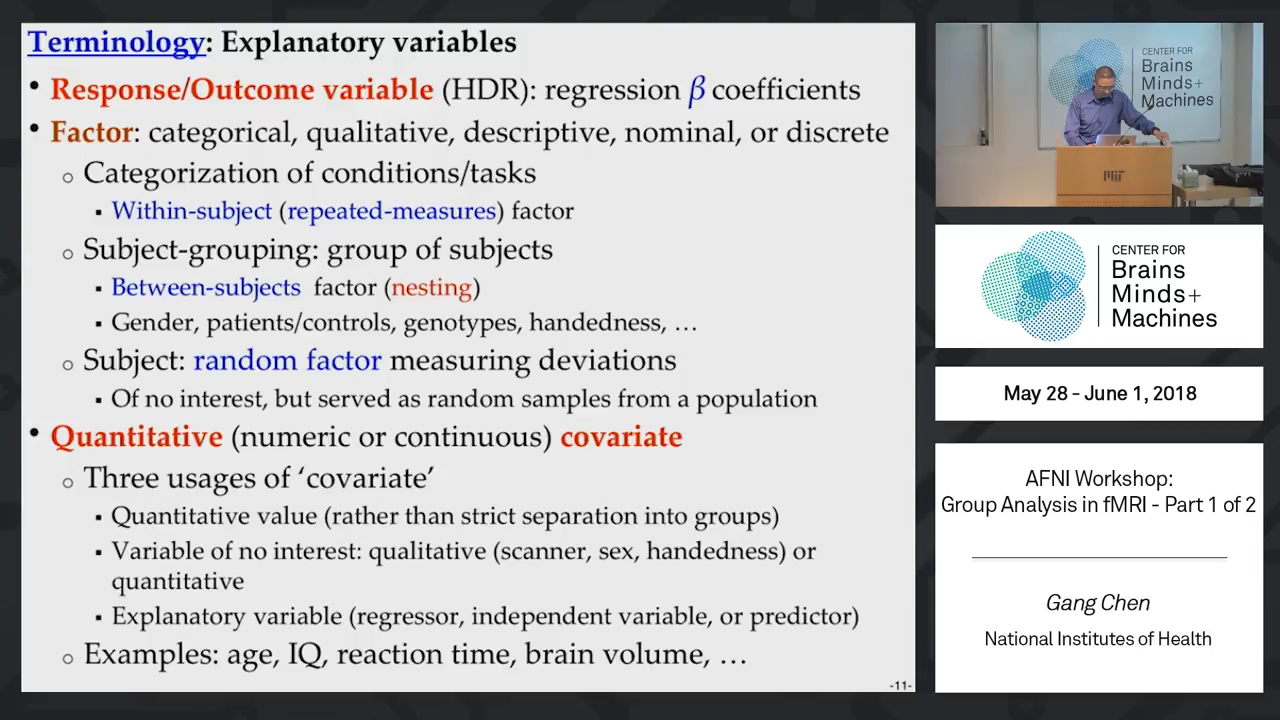 Terminology: Explanatory variables
• Response/Outcome variable (HDR): regression β coefficients
• Factor: categorical, qualitative, descriptive, nominal, or discrete
○ Categorization of conditions/tasks
▪ Within-subject (repeated-measures) factor
○ Subject-grouping: group of subjects
▪ Between-subjects factor (nesting)
▪ Gender, patients/controls, genotypes, handedness, …
○ Subject: random factor measuring deviations
▪ Of no interest, but served as random samples from a population
• Quantitative (numeric or continuous) covariate
○ Three usages of ‘covariate’
▪ Quantitative value (rather than strict separation into groups)
▪ Variable of no interest: qualitative (scanner, sex, handedness) or
quantitative
▪ Explanatory variable (regressor, independent variable, or predictor)
○ Examples: age, IQ, reaction time, brain volume, …
-11-
CENTER FOR
Brains
Minds+
Machines
MIT
CENTER FOR
Brains
Minds+
Machines
May 28 - June 1, 2018
AFNI Workshop:
Group Analysis in fMRI - Part 1 of 2
Gang Chen
National Institutes of Health